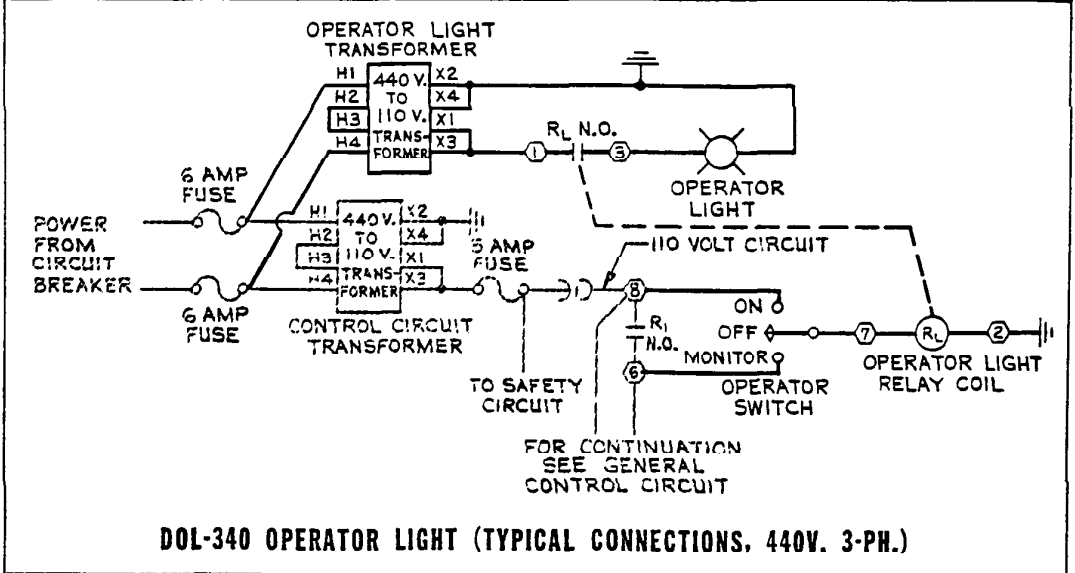 OPERATOR LIGHT
TRANSFORMER
H1
H2
H3
H4
440 V.
TO
110 V.
TRANS-
FORMER
X2
X4
X1
X3
1
RL N.O.
3
OPERATOR
LIGHT
6 AMP
FUSE
POWER
FROM
CIRCUIT
BREAKER
6 AMP
FUSE
H1
H2
H3
H4
440 V.
TO
110 V.
TRANS-
FORMER
X2
X4
X1
X3
CONTROL CIRCUIT
TRANSFORMER
AMP
FUSE
110 VOLT CIRCUIT
1
8
R1
N.O.
6
ON
OFF
MONITOR
OPERATOR
SWITCH
7
RL
2
OPERATOR LIGHT
RELAY COIL
TO SAFETY
CIRCUIT
FOR CONTINUATION
SEE GENERAL
CONTROL CIRCUIT
DOL-340 OPERATOR LIGHT (TYPICAL CONNECTIONS, 440V. 3-PH.)